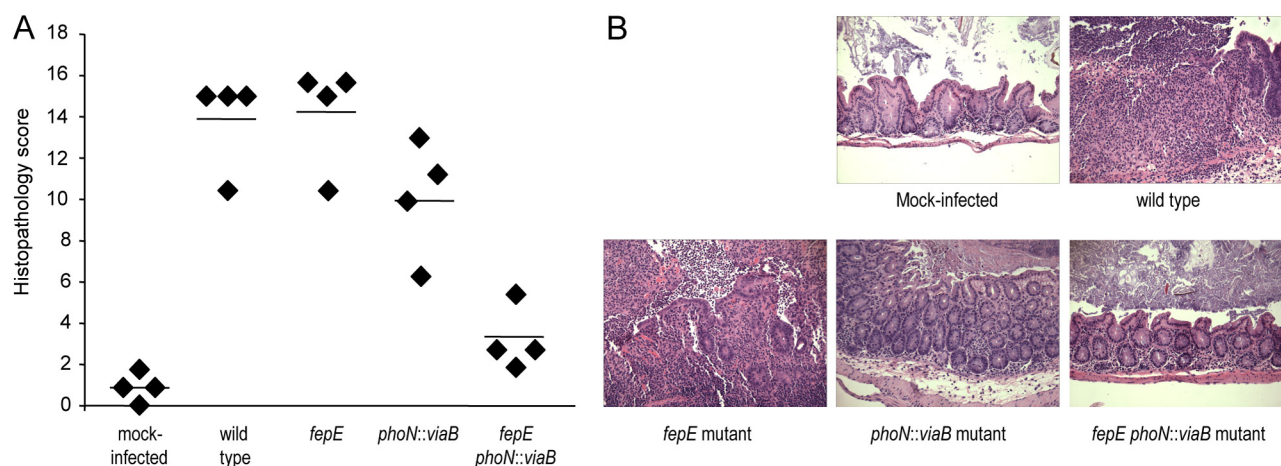 A
Histopathology score
18
16
14
12
10
8
6
4
2
0
mock-
infected
wild
type
fepE
phoN::viaB
fepE
phoN::viaB
B
Mock-infected
wild type
fepE mutant
phoN::viaB mutant
fepE phoN::viaB mutant